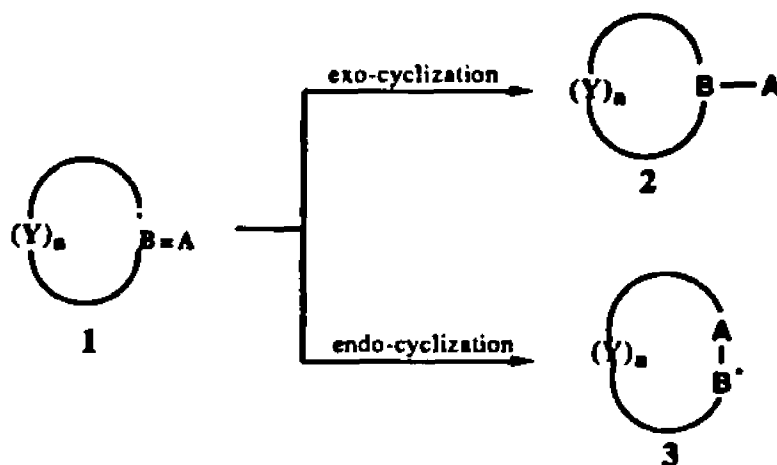 exo-cyclization
(Y)n
B — A
2
(Y)n
B = A
1
endo-cyclization
(Y)n
A
B·
3